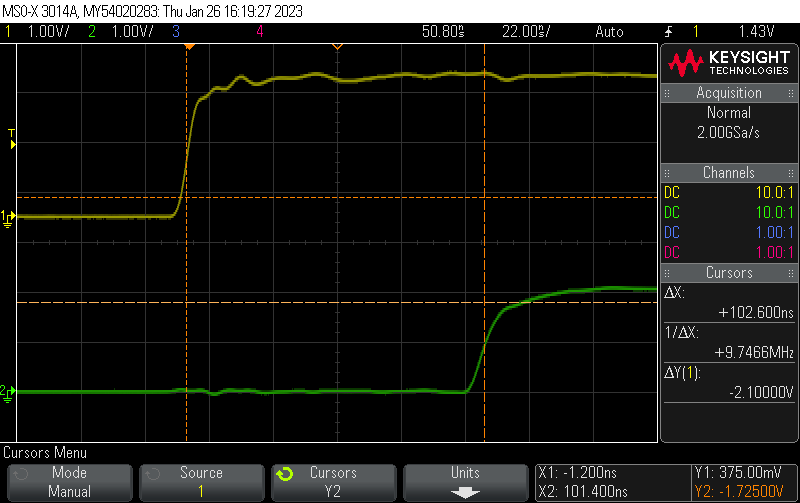 MSO-X 3014A, MY54020283: Thu Jan 26 16:19:27 2023
1 1.00V/ 2 1.00V/ 3 4 50.80ns 22.00ns/ Auto 1 1.43V
KEYSIGHT
TECHNOLOGIES
Acquisition
Normal
2.00GSa/s
Channels
DC 10.0:1
DC 10.0:1
DC 1.00:1
DC 1.00:1
Cursors
ΔX:
+102.600ns
1/ΔX:
+9.7466MHz
ΔY(1):
-2.10000V
T
1
2
Cursors Menu
Mode
Manual
Source
1
Cursors
Y2
Units
X1: -1.200ns
X2: 101.400ns
Y1: 375.00mV
Y2: -1.72500V